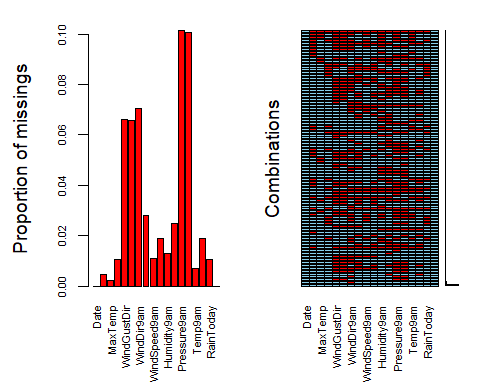 Proportion of missings
0.00
0.02
0.04
0.06
0.08
0.10
Date
MaxTemp
WindGustDir
WindDir9am
WindSpeed9am
Humidity9am
Pressure9am
Temp9am
RainToday
Combinations
Date
MaxTemp
WindGustDir
WindDir9am
WindSpeed9am
Humidity9am
Pressure9am
Temp9am
RainToday